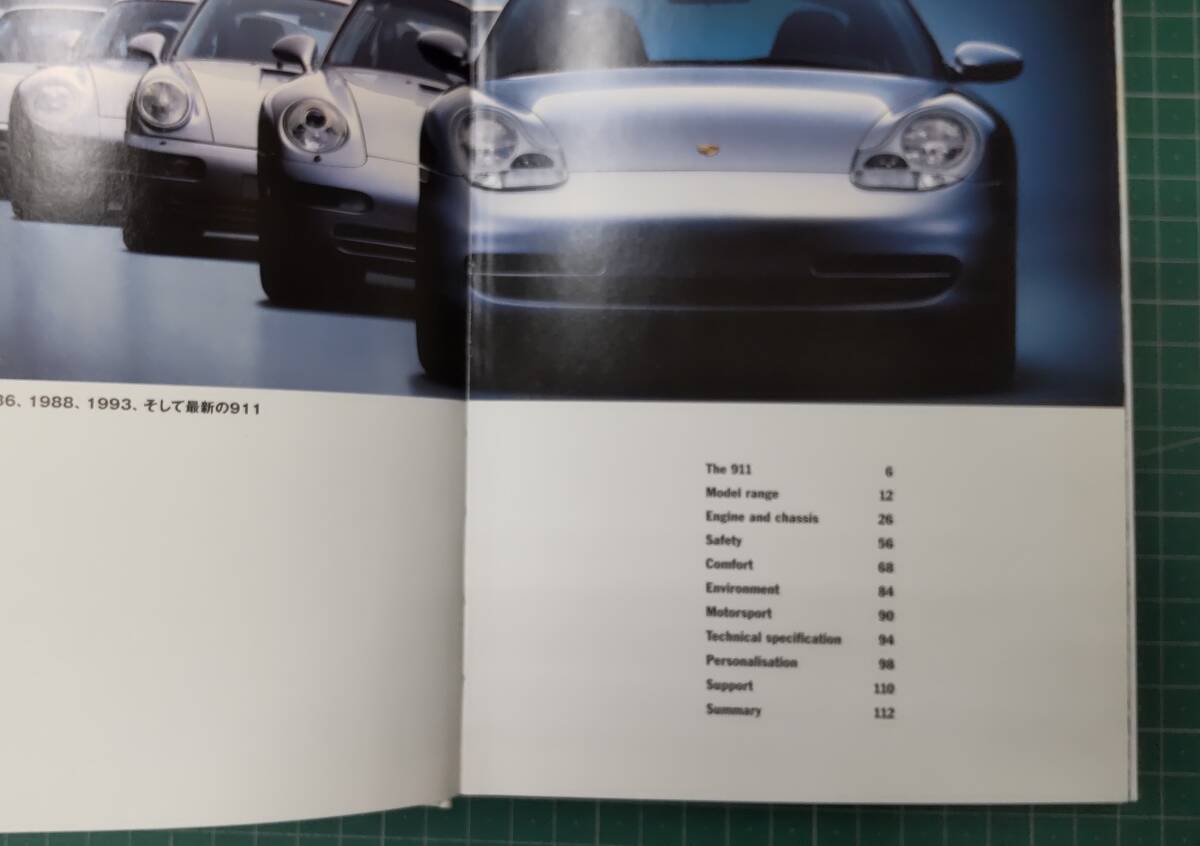 1988、1993、そして最新の911
The 911 6
Model range 12
Engine and chassis 26
Safety 56
Comfort 68
Environment 84
Motorsport 90
Technical specification 94
Personalisation 98
Support 110
Summary 112